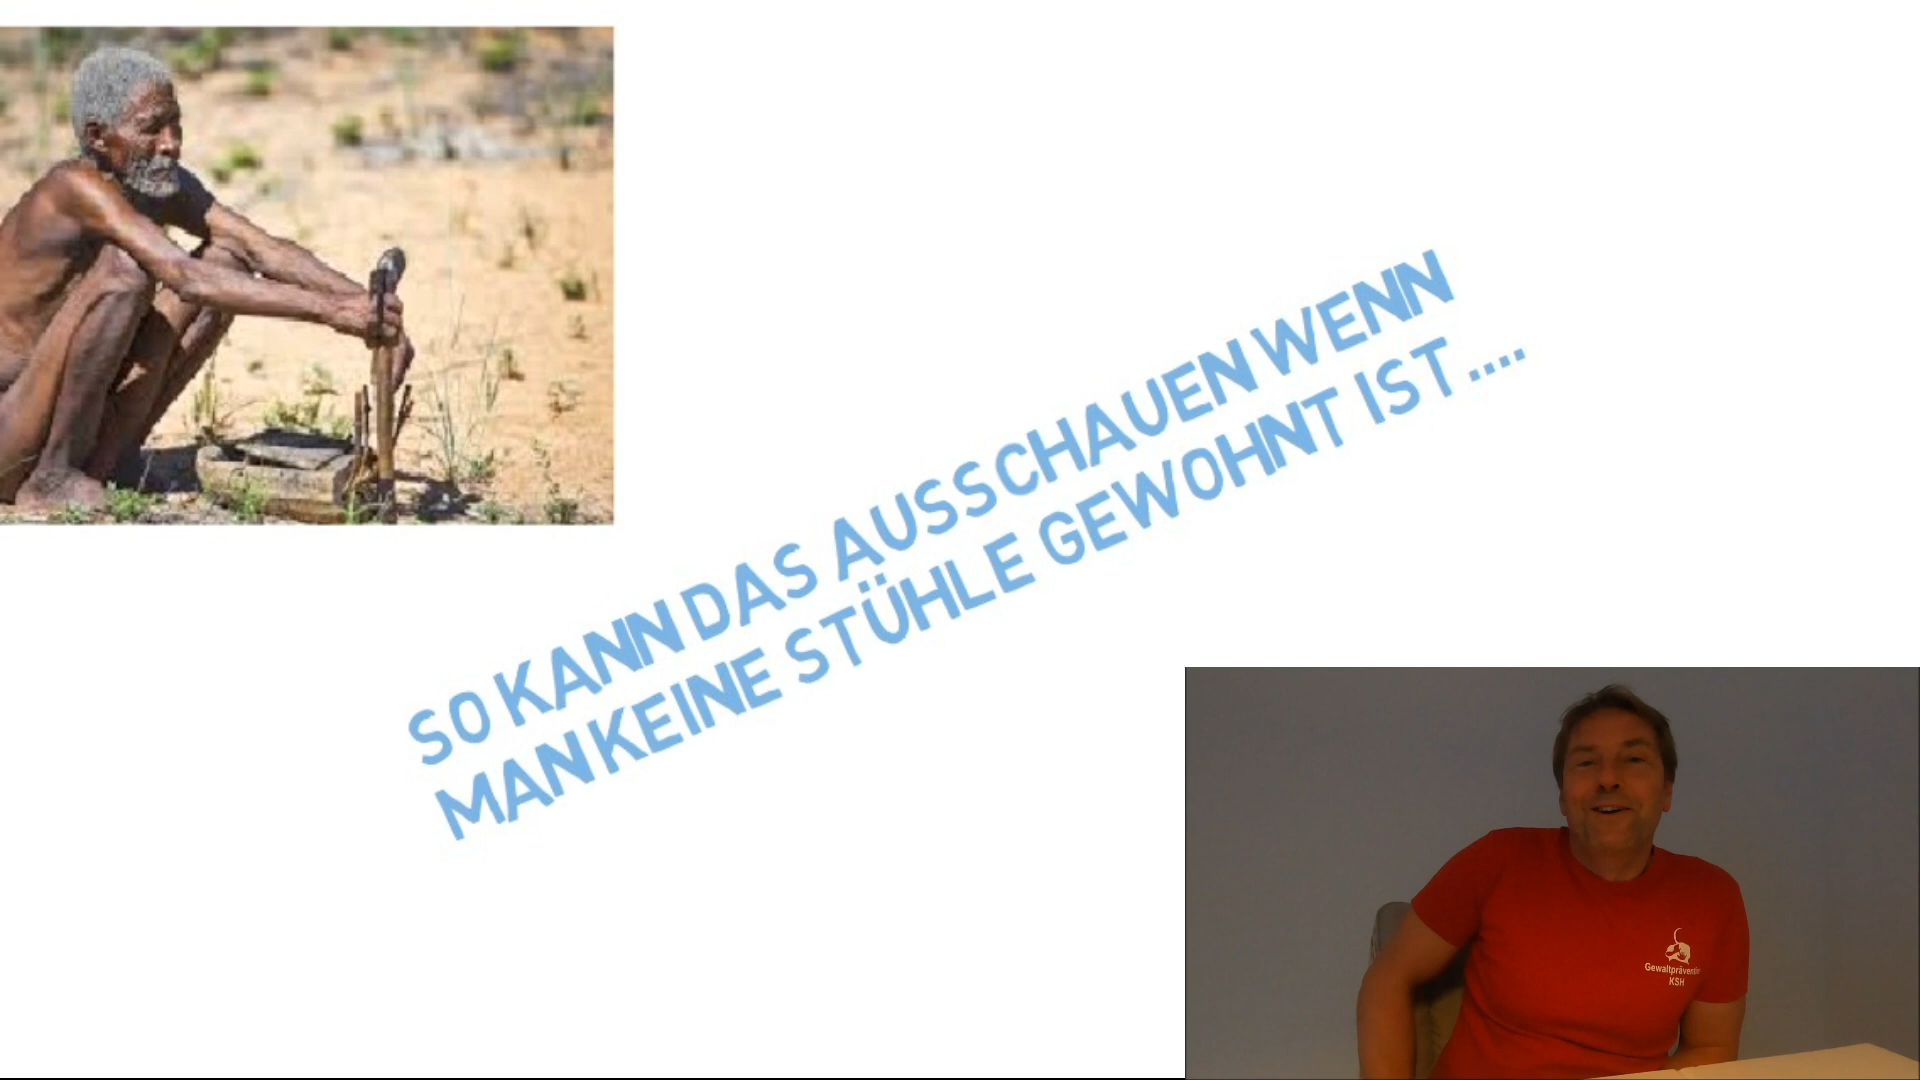 SO KANN DAS AUSSCHAUEN WENN
MAN KEINE STÜHLE GEWOHNT IST ....
Gewaltprävention
KSH